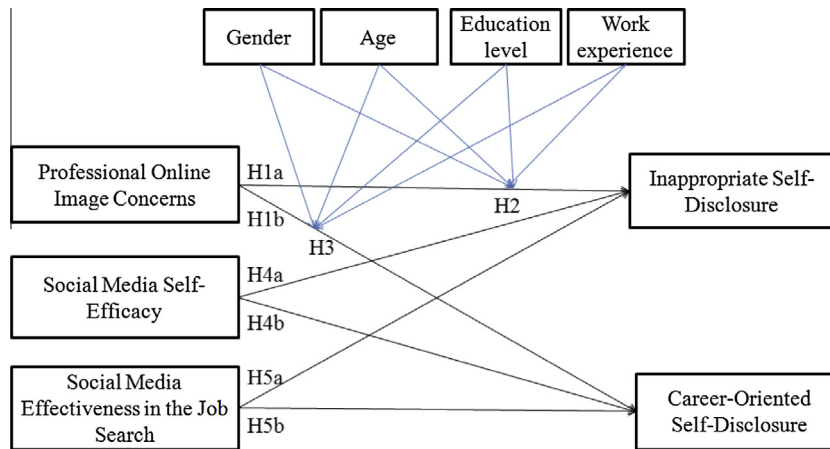 Gender
Age
Education
level
Work
experience
Professional Online
Image Concerns
H1a
H1b
H2
H3
Inappropriate Self-
Disclosure
Social Media Self-
Efficacy
H4a
H4b
Social Media
Effectiveness in the Job
Search
H5a
H5b
Career-Oriented
Self-Disclosure